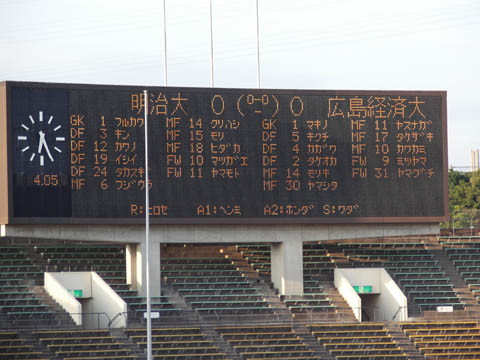 明治大 0 (0-0) 0 広島経済大
GK 1 フルカワ MF 14 クリハシ GK 1 マキノ MF 11 ヤスナガ
DF 3 キン MF 15 モリ DF 5 キクチ MF 17 タケザキ
DF 12 カワノ MF 18 ヒダカ DF 4 カガワ MF 10 カワカミ
DF 19 イシイ FW 10 マリガエ DF 2 タケオカ FW 9 ミヤマ
DF 24 タカスギ FW 11 ヤマモト MF 14 モリキ FW 31 ヤマグチ
MF 6 フジタ MF 30 ヤマシタ
4.05
R:ヒロセ A1:ヘンミ A2:ホンダ S:ワダ